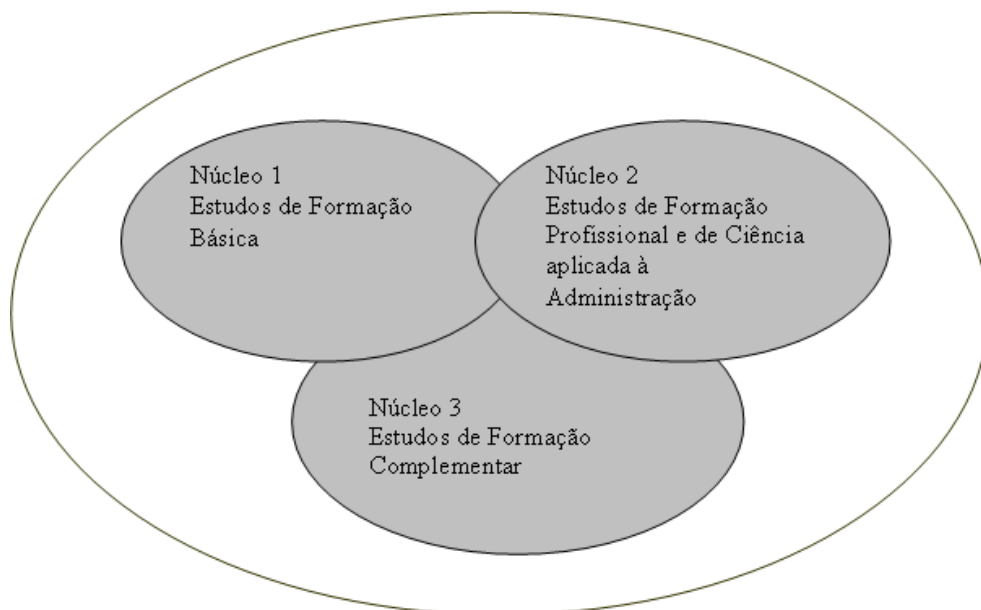 Núcleo 1
Estudos de Formação
Básica
Núcleo 2
Estudos de Formação
Profissional e de Ciência
aplicada à
Administração
Núcleo 3
Estudos de Formação
Complementar